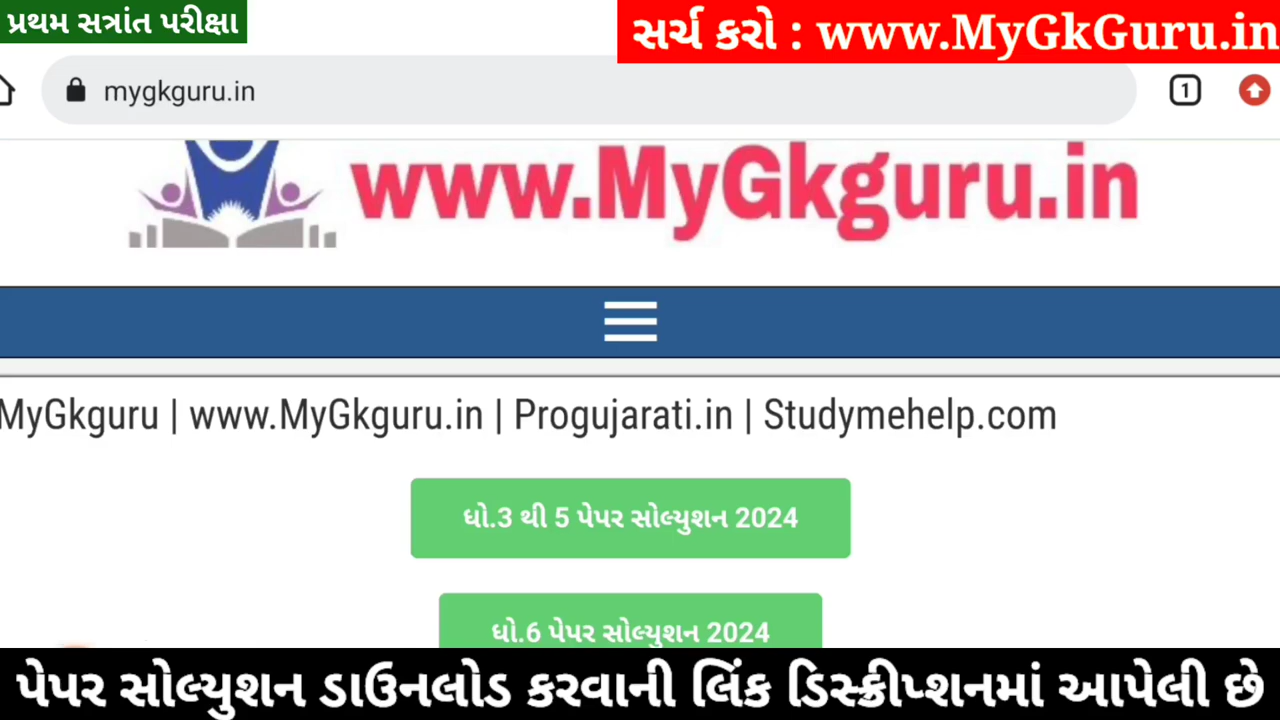 પ્રથમ સત્રાંત પરીક્ષા
સર્ચ કરો : www.MyGkGuru.in
mygkguru.in
1
www.MyGkguru.in
MyGkguru | www.MyGkguru.in | Progujarati.in | Studymehelp.com
ધો.3 થી 5 પેપર સોલ્યુશન 2024
ધો.6 પેપર સોલ્યુશન 2024
પેપર સોલ્યુશન ડાઉનલોડ કરવાની લિંક ડિસ્ક્રીપ્શનમાં આપેલી છે